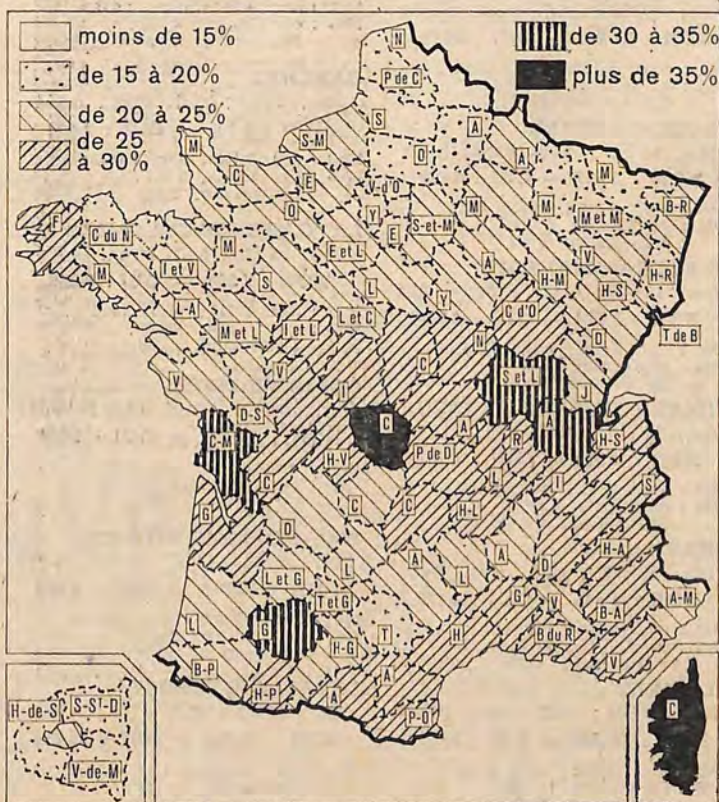 moins de 15%
de 15 à 20%
de 20 à 25%
de 25
à 30%
de 30 à 35%
plus de 35%
N
P de C
S
A
S-M
O
A
M
M
C
E
V-d'O
M
M
M et M
B-R
O
Y
E
S-et-M
F
C du N
M
E et L
A
V
H-R
M
I et V
S
L
H-M
H-S
Y
L-A
M et L
I et L
L et C
C d'O
T de B
N
D
V
C
V
D-S
I
S et L
J
C-M
C
A
A
H-S
H-V
P de D
R
C
L
I
S
G
D
C
C
H-L
H-A
L et G
L
A
L
A
D
T et G
G
V
B-A
A-M
L
G
T
H
B du R
H-G
V
B-P
H-P
A
A
P-O
H-de-S
S-St-D
V-de-M
C